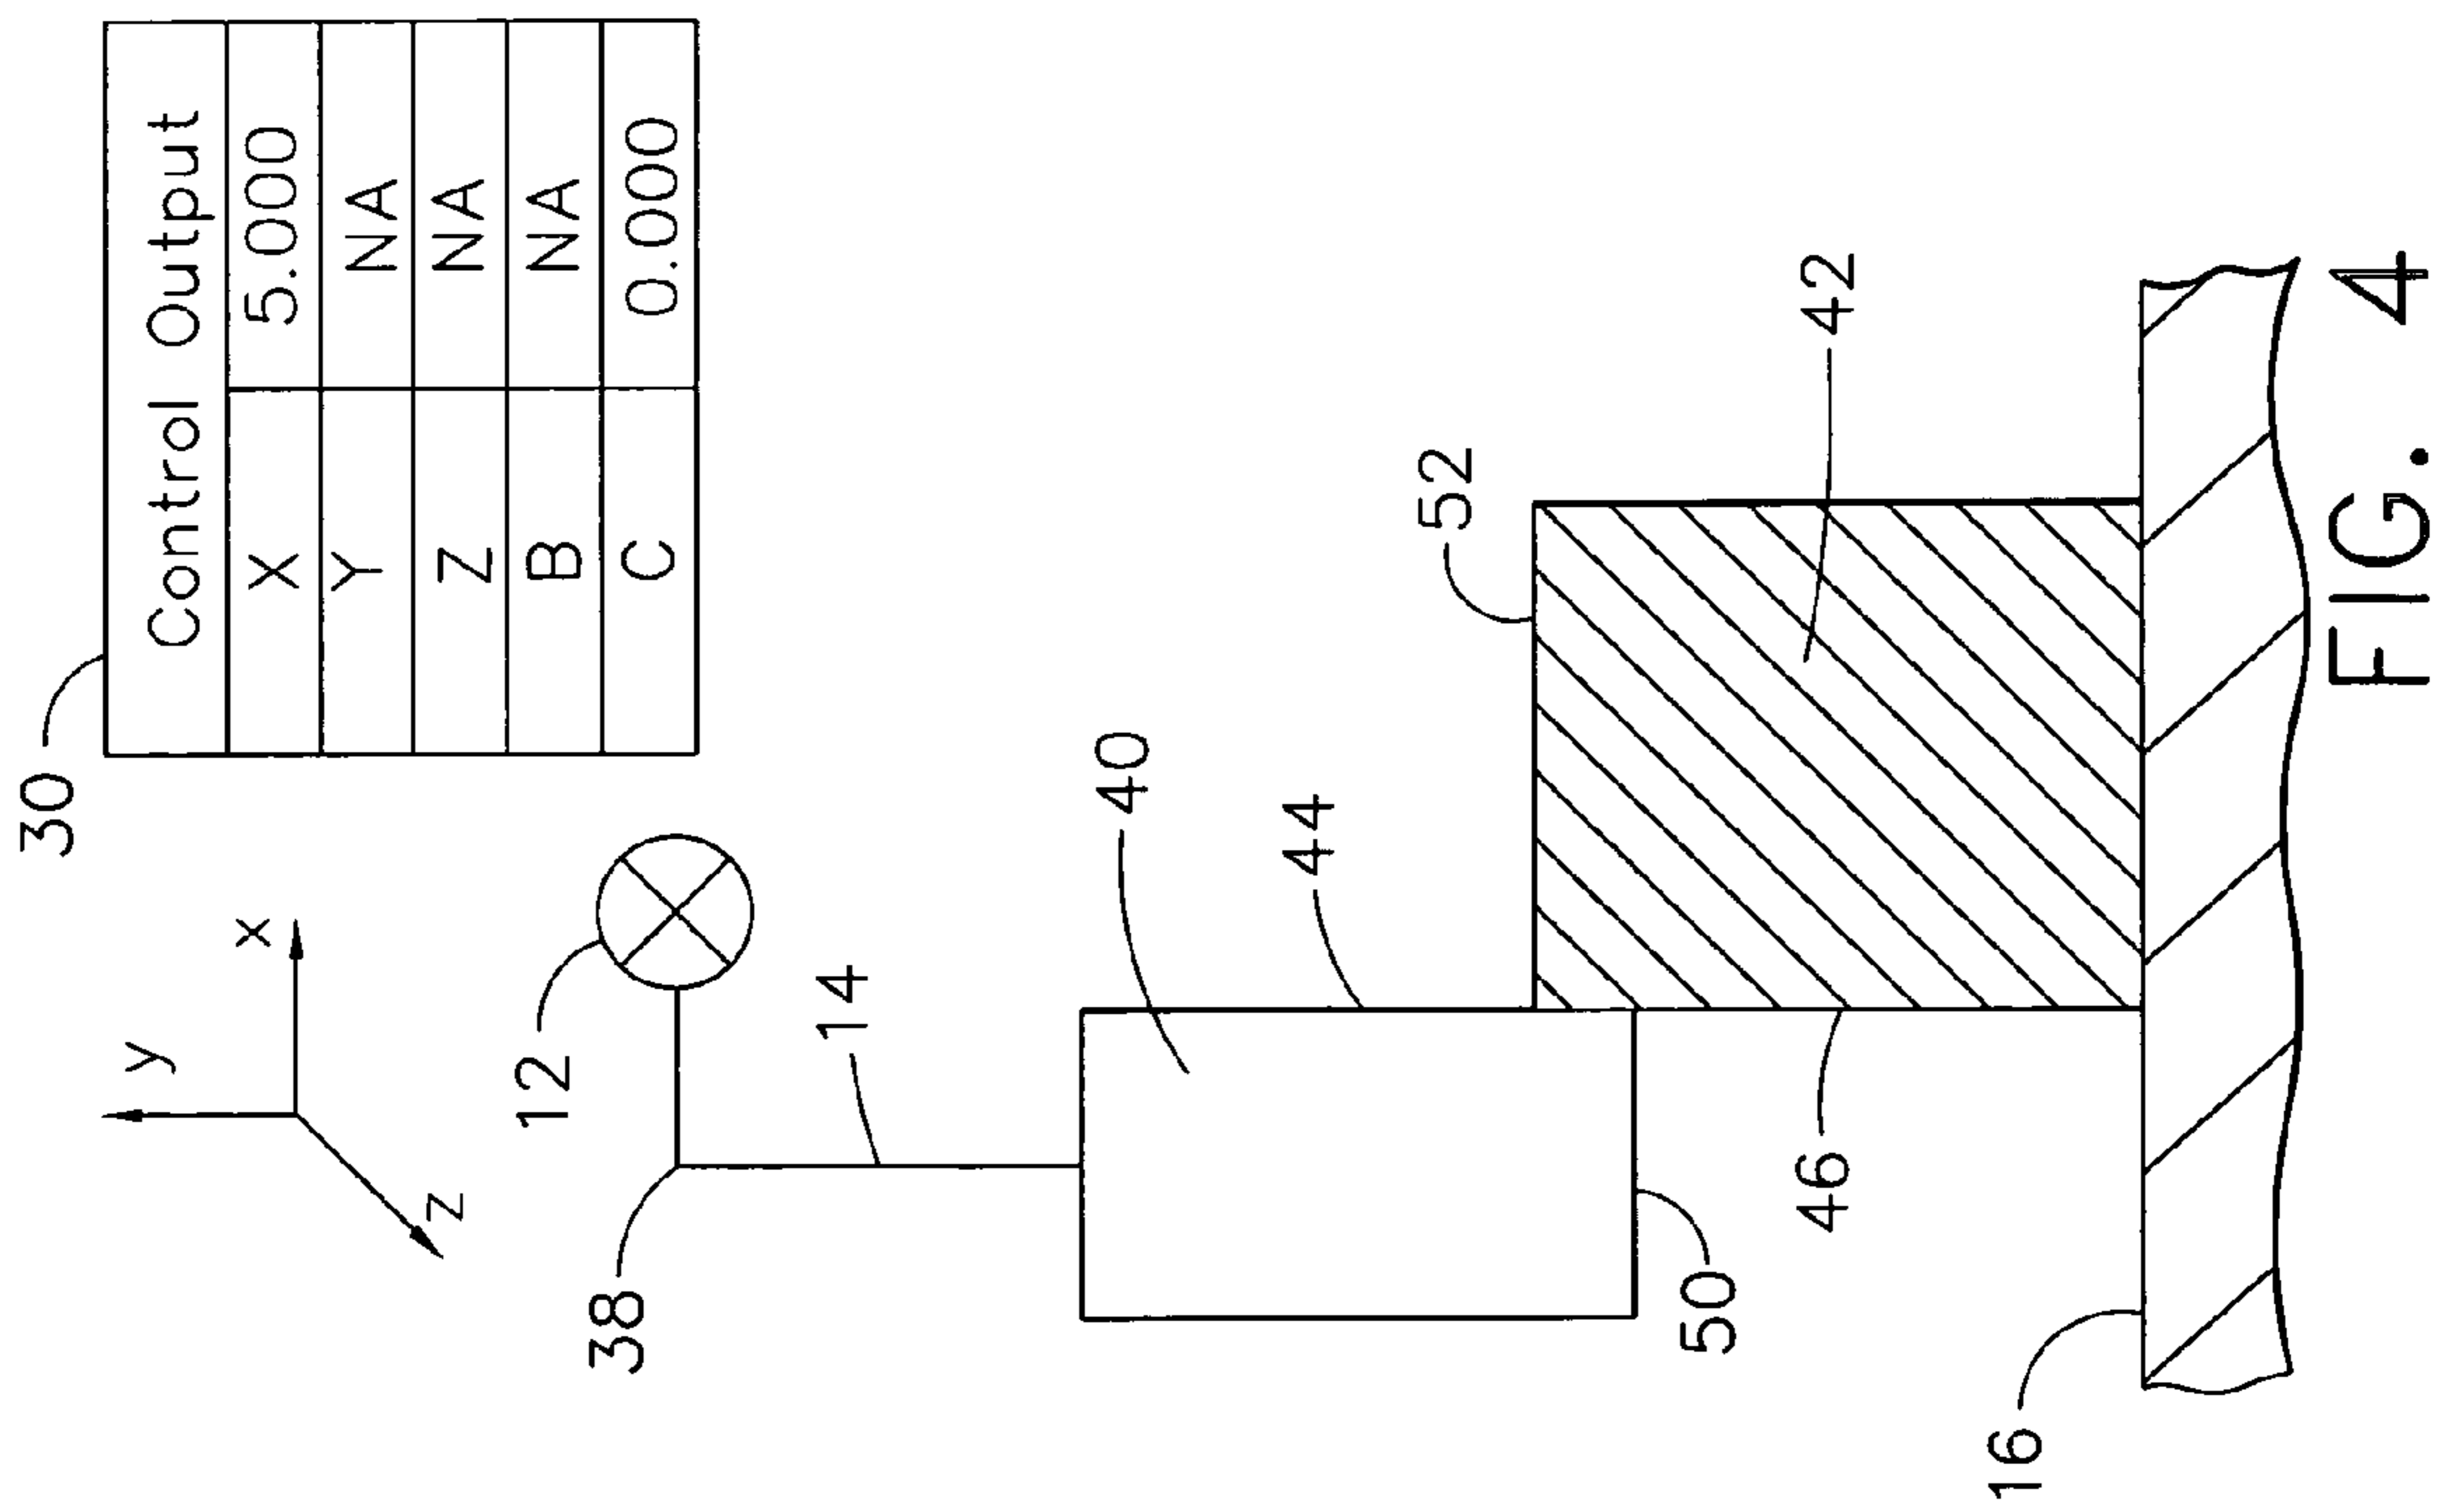 30
Control Output
X 5.000
Y NA
Z NA
B NA
C 0.000
y
x
z
12
38
14
40
44
52
42
50
46
16
FIG. 4